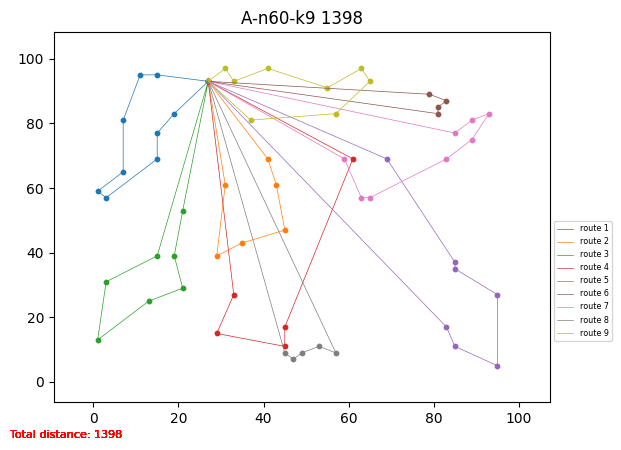 A-n60-k9 1398
100
80
60
40
20
0
0 20 40 60 80 100
route 1
route 2
route 3
route 4
route 5
route 6
route 7
route 8
route 9
Total distance: 1398